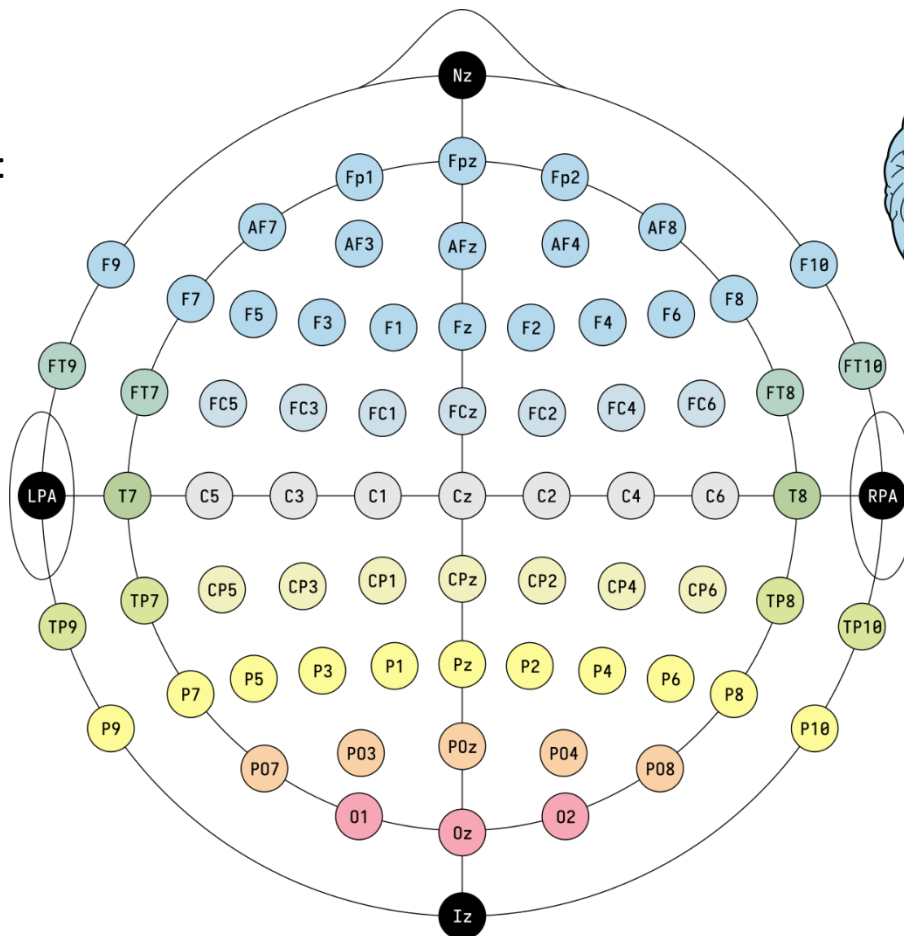 Nz
Fpz
Fp1 Fp2
AF7 AF8
AF3 AFz AF4
F9 F10
F7 F8
F5 F3 F1 Fz F2 F4 F6
FT9 FT10
FT7 FT8
FC5 FC3 FC1 FCz FC2 FC4 FC6
LPA T7 C5 C3 C1 Cz C2 C4 C6 T8 RPA
CP5 CP3 CP1 CPz CP2 CP4 CP6
TP7 TP8
TP9 TP10
P5 P3 P1 Pz P2 P4 P6
P7 P8
P9 P10
PO3 POz PO4
PO7 PO8
O1 O2
Oz
Iz